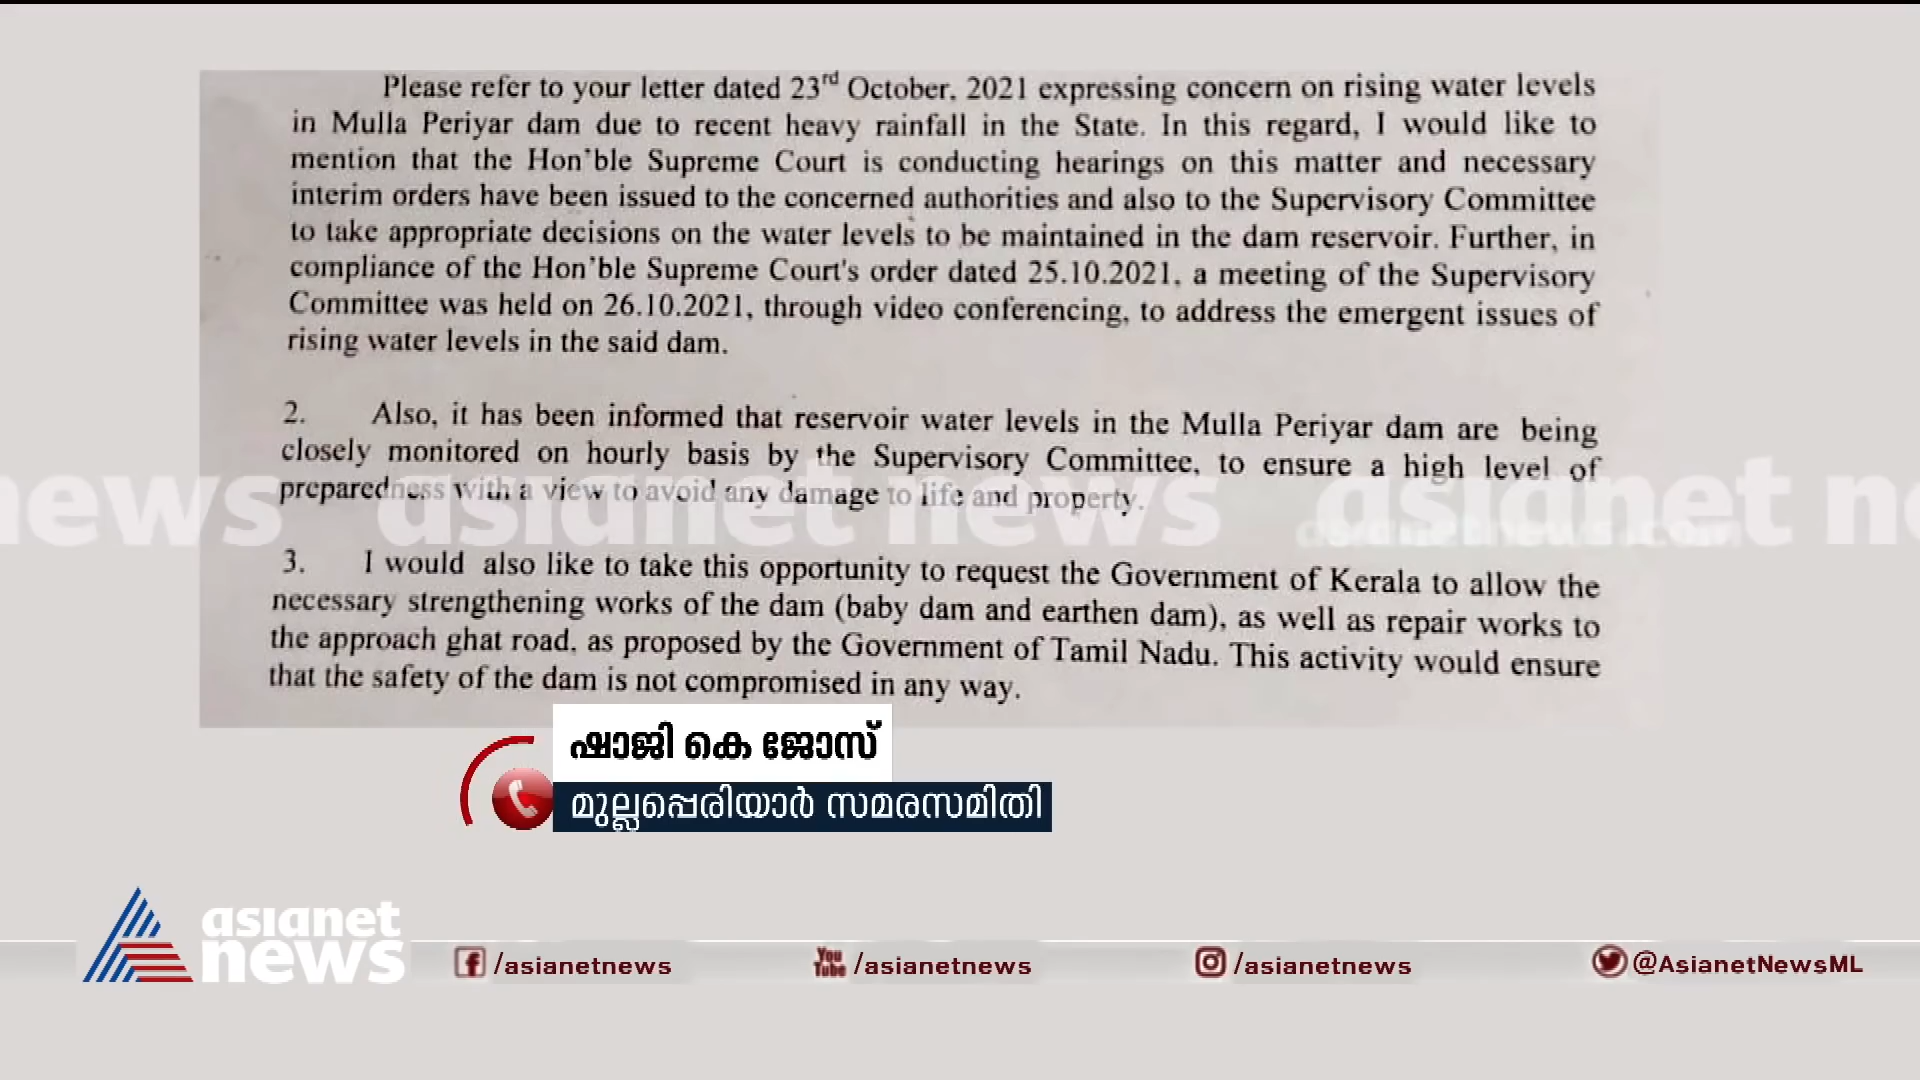 Please refer to your letter dated 23rd October, 2021 expressing concern on rising water levels
in Mulla Periyar dam due to recent heavy rainfall in the State. In this regard, I would like to
mention that the Hon'ble Supreme Court is conducting hearings on this matter and necessary
interim orders have been issued to the concerned authorities and also to the Supervisory Committee
to take appropriate decisions on the water levels to be maintained in the dam reservoir. Further, in
compliance of the Hon'ble Supreme Court's order dated 25.10.2021, a meeting of the Supervisory
Committee was held on 26.10.2021, through video conferencing, to address the emergent issues of
rising water levels in the said dam.
2. Also, it has been informed that reservoir water levels in the Mulla Periyar dam are being
closely monitored on hourly basis by the Supervisory Committee, to ensure a high level of
preparedness with a view to avoid any damage to life and property.
news asianet news asianet n
asianetnews.com
3. I would also like to take this opportunity to request the Government of Kerala to allow the
necessary strengthening works of the dam (baby dam and earthen dam), as well as repair works to
the approach ghat road, as proposed by the Government of Tamil Nadu. This activity would ensure
that the safety of the dam is not compromised in any way.
ഷാജി കെ ജോസ്
മുല്ലപ്പെരിയാർ സമരസമിതി
asianet
news
/asianetnews You Tube /asianetnews /asianetnews @AsianetNewsML